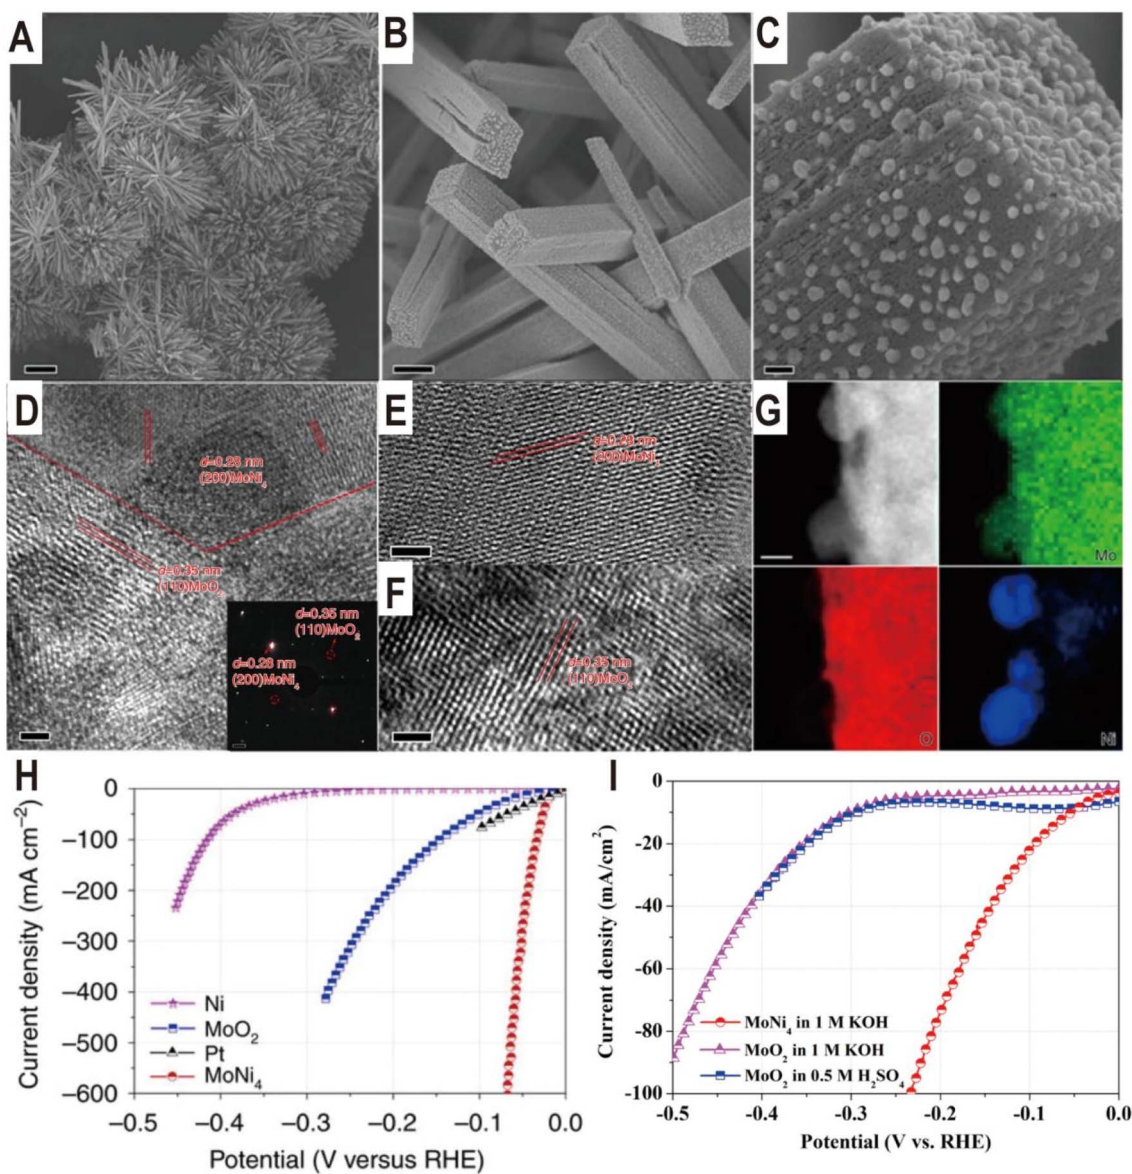 A
B
C
D
d=0.28 nm
(200)MoNi₄
d=0.35 nm
(110)MoO₂
d=0.35 nm
(110)MoO₂
d=0.28 nm
(200)MoNi₄
E
d=0.28 nm
(200)MoNi₄
F
d=0.35 nm
(110)MoO₂
G
Mo
O
Ni
H
Current density (mA cm⁻²)
0
−100
−200
−300
−400
−500
−600
Ni
MoO₂
Pt
MoNi₄
−0.5
−0.4
−0.3
−0.2
−0.1
0.0
Potential (V versus RHE)
I
Current density (mA/cm²)
0
-20
-40
-60
-80
-100
MoNi₄ in 1 M KOH
MoO₂ in 1 M KOH
MoO₂ in 0.5 M H₂SO₄
-0.5
-0.4
-0.3
-0.2
-0.1
0.0
Potential (V vs. RHE)